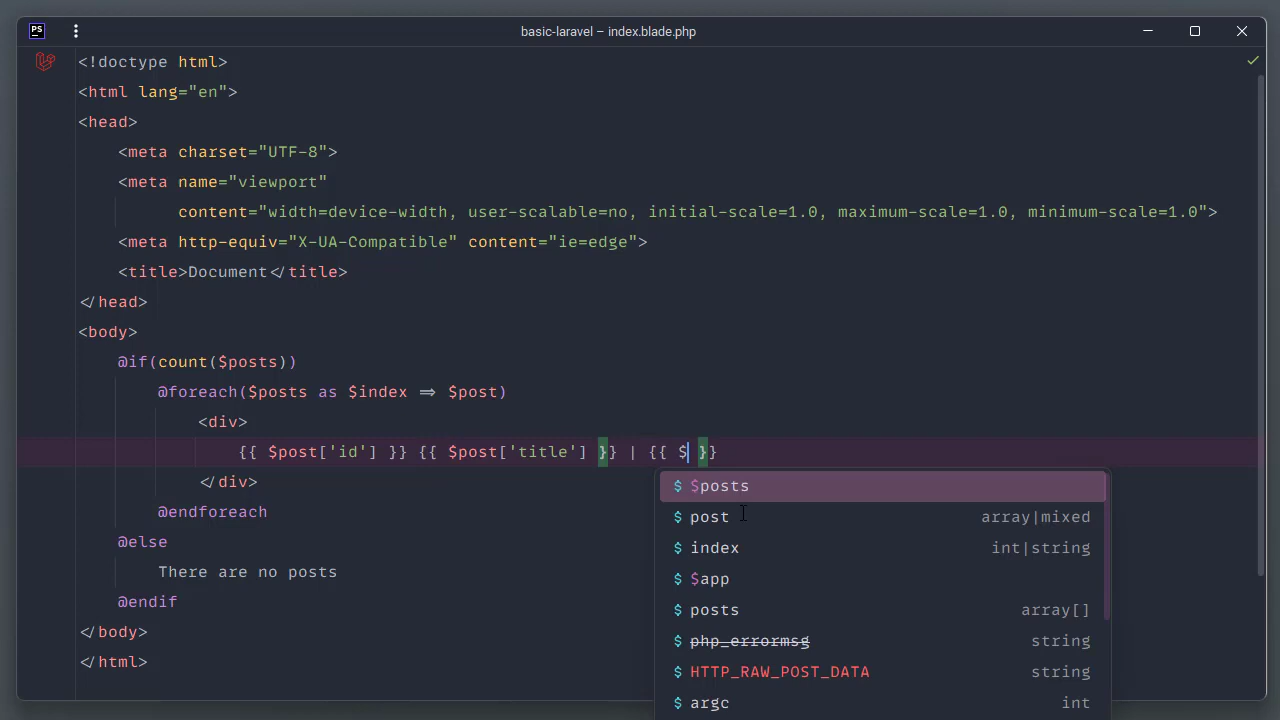 PS
basic-laravel – index.blade.php
<!doctype html>
<html lang="en">
<head>
<meta charset="UTF-8">
<meta name="viewport"
content="width=device-width, user-scalable=no, initial-scale=1.0, maximum-scale=1.0, minimum-scale=1.0">
<meta http-equiv="X-UA-Compatible" content="ie=edge">
<title>Document</title>
</head>
<body>
@if(count($posts))
@foreach($posts as $index => $post)
<div>
{{ $post['id'] }} {{ $post['title'] }} | {{ $ }}
</div>
@endforeach
@else
There are no posts
@endif
</body>
</html>
$ $posts
$ post array|mixed
$ index int|string
$ $app
$ posts array[]
$ php_errormsg string
$ HTTP_RAW_POST_DATA string
$ argc int